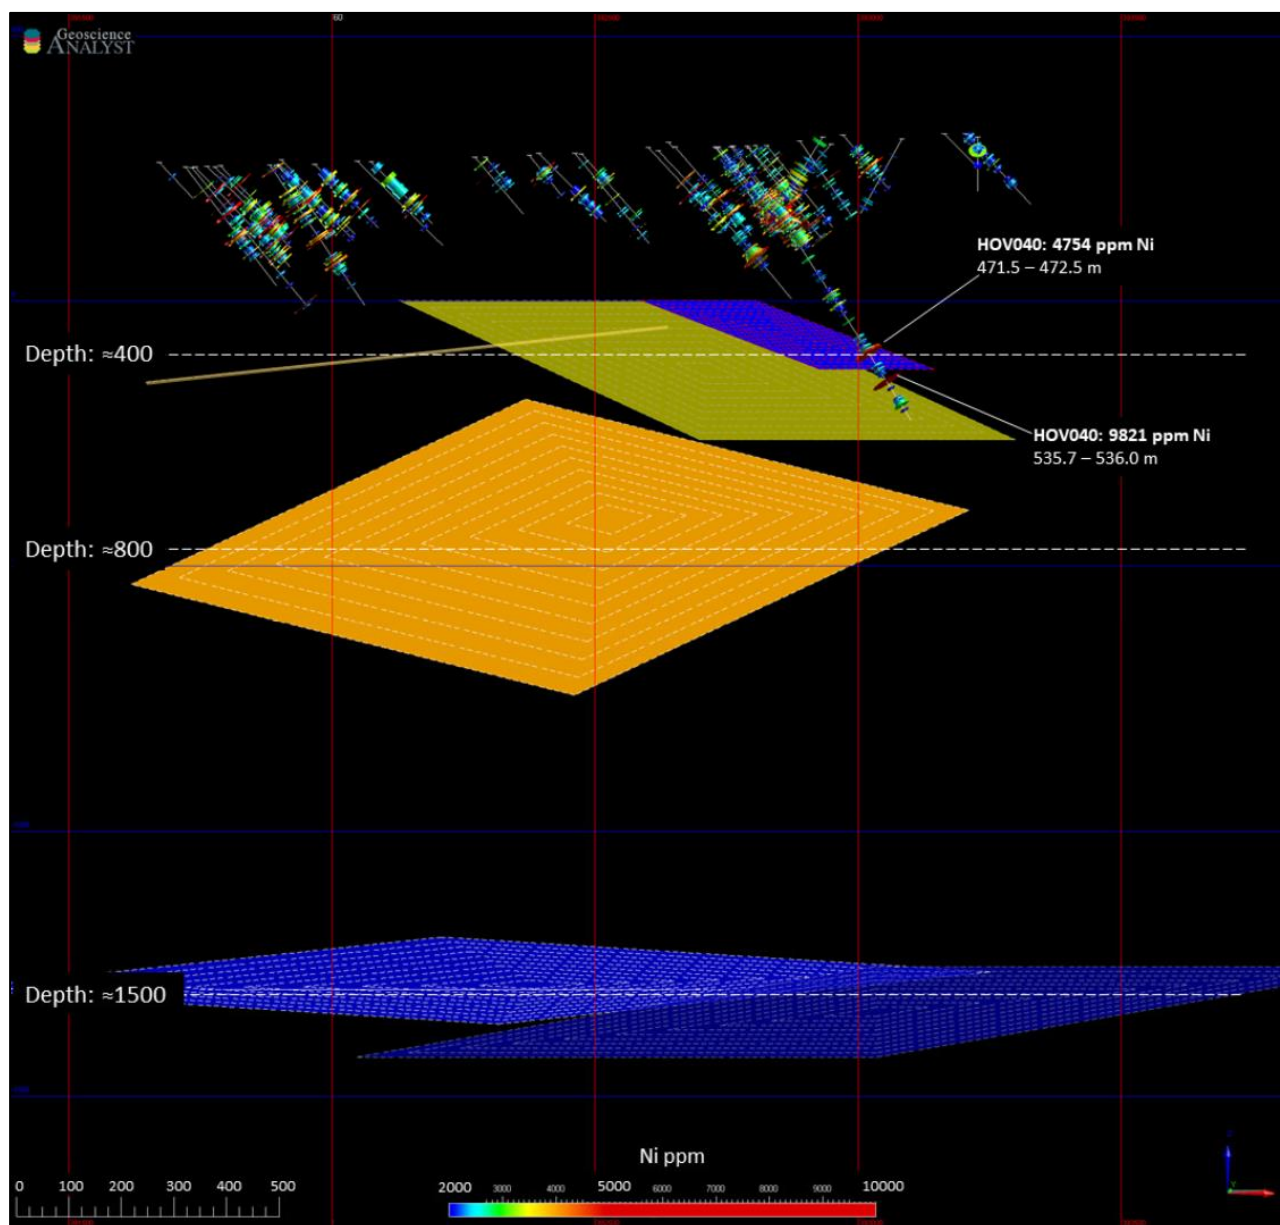 60
Geoscience
ANALYST
HOV040: 4754 ppm Ni
471.5 – 472.5 m
Depth: ≈400
HOV040: 9821 ppm Ni
535.7 – 536.0 m
Depth: ≈800
Depth: ≈1500
Ni ppm
0 100 200 300 400 500
2000 3000 4000 5000 6000 7000 8000 9000 10000